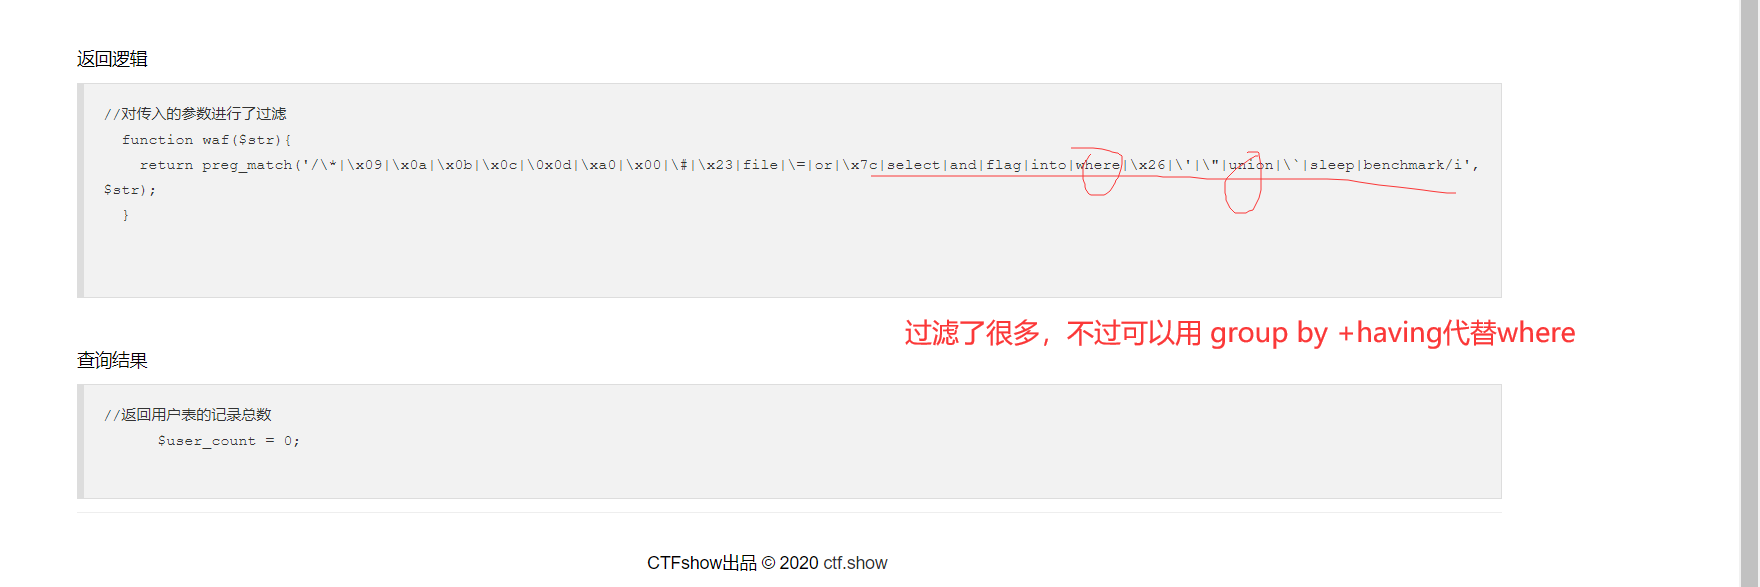 返回逻辑
//对传入的参数进行了过滤
function waf($str){
return preg_match('/\*|\x09|\x0a|\x0b|\x0c|\0x0d|\xa0|\x00|\#|\x23|file|\=|or|\x7c|select|and|flag|into|where|\x26|\'|\"|union|\`|sleep|benchmark/i',
$str);
}
过滤了很多，不过可以用 group by +having代替where
查询结果
//返回用户表的记录总数
$user_count = 0;
CTFshow出品 © 2020 ctf.show